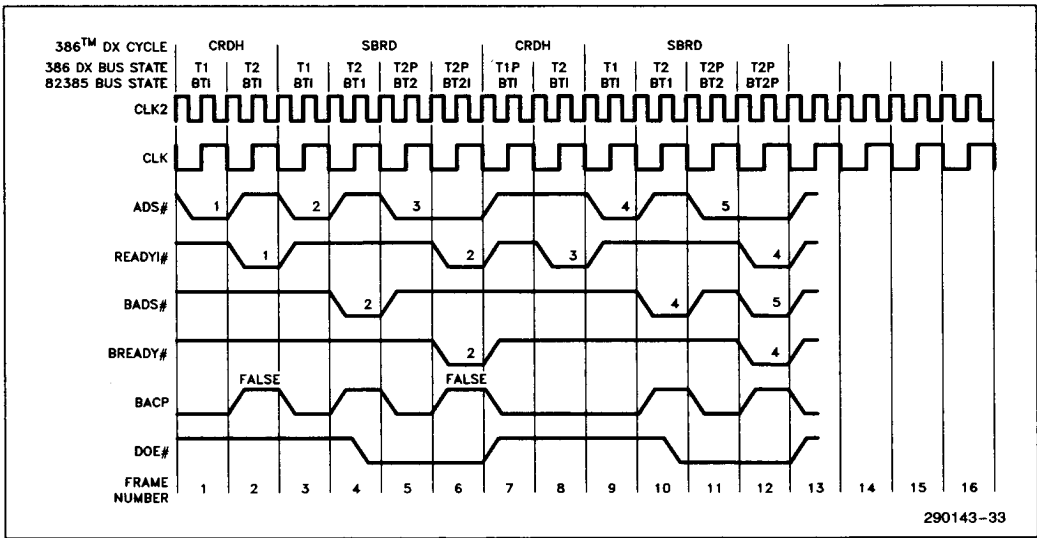 386™ DX CYCLE CRDH SBRD CRDH SBRD
386 DX BUS STATE T1 T2 T1 T2 T2P T2P T1P T2 T1 T2 T2P T2P
82385 BUS STATE BTI BTI BTI BT1 BT2 BT2I BTI BTI BTI BT1 BT2 BT2P
CLK2
CLK
ADS# 1 2 3 4 5
READYI# 1 2 3 4
BADS# 2 4 5
BREADY# 2 4
FALSE FALSE
BACP
DOE#
FRAME NUMBER 1 2 3 4 5 6 7 8 9 10 11 12 13 14 15 16
290143-33